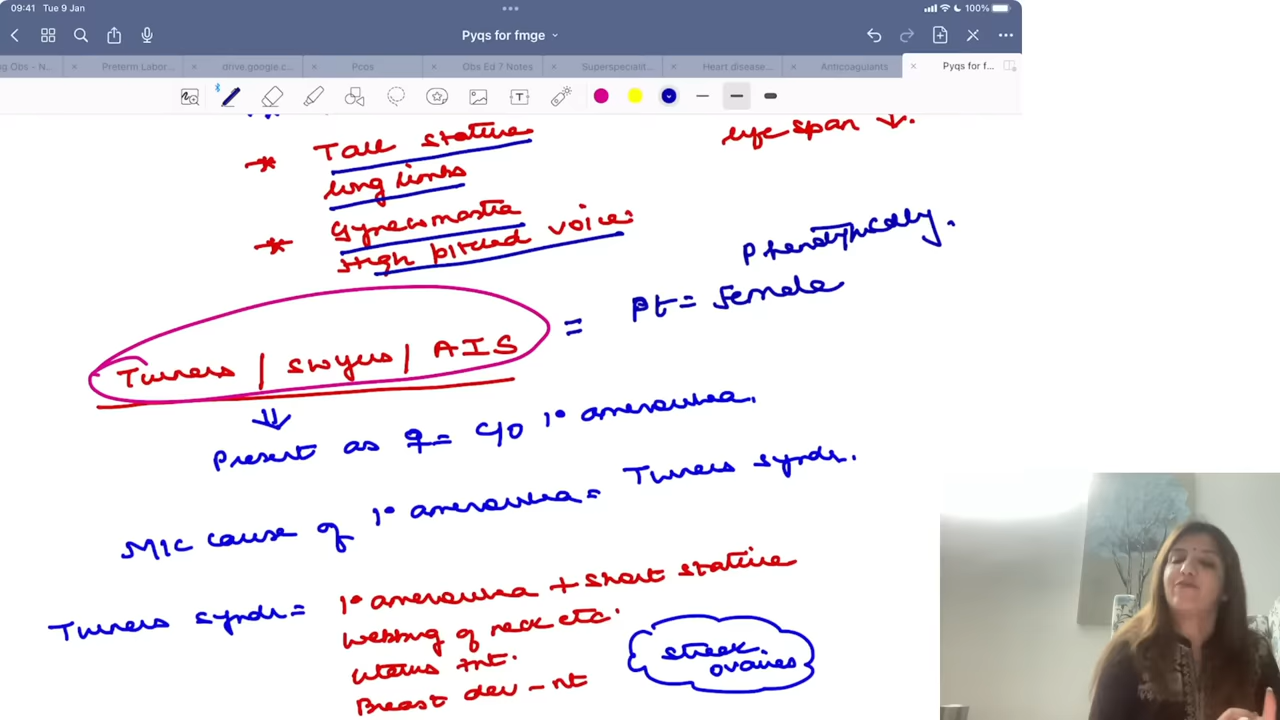 09:41 Tue 9 Jan
100%
Pyqs for fmge
ng Obs - N...
Preterm Labor...
drive.google.c...
Pcos
Obs Ed 7 Notes
Superspecialit...
Heart disease...
Anticoagulants
Pyqs for f...
life span ↓.
* Tall stature
long limbs
* Gynecomastia
High pitched voice.
Phenotypically.
Turners / Swyers / AIS = Pt = female
Present as ♀ = C/O 1° amenorrhea.
M/C cause of 1° amenorrhea = Turners syndr.
Turners syndr = 1° amenorrhea + short stature
Webbing of neck etc.
uterus +nt.
Breast dev - nt
streak ovaries